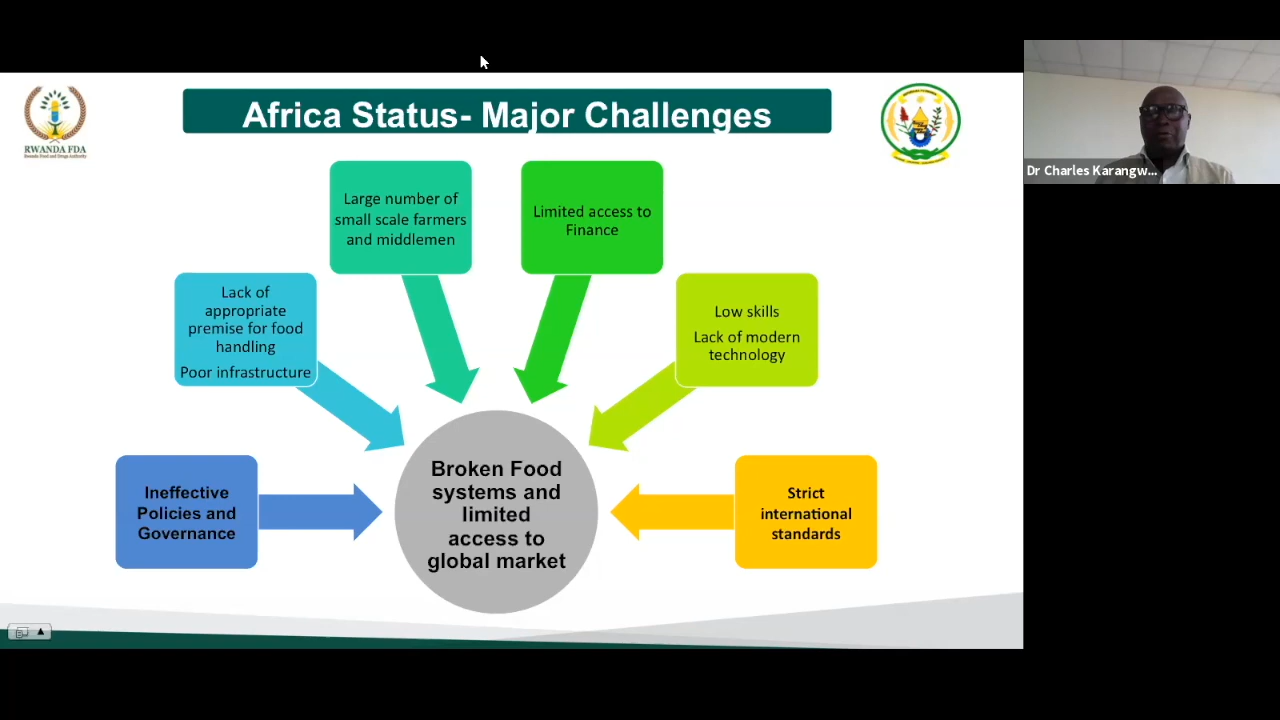 Africa Status- Major Challenges
RWANDA FDA
Rwanda Food and Drugs Authority
Dr Charles Karangw...
Large number of
small scale farmers
and middlemen
Limited access to
Finance
Lack of
appropriate
premise for food
handling
Poor infrastructure
Low skills
Lack of modern
technology
Ineffective
Policies and
Governance
Broken Food
systems and
limited
access to
global market
Strict
international
standards